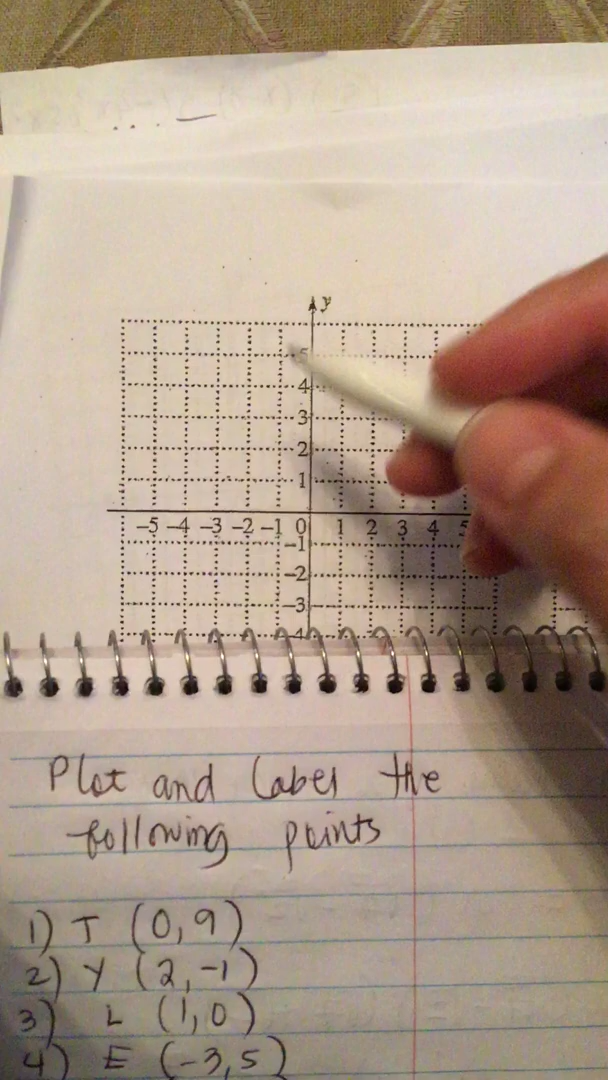 y
5
4
3
2
1
-5 -4 -3 -2 -1 0 1 2 3 4 5
-1
-2
-3
-4
Plot and label the
following points
1) T (0,9)
2) Y (2,-1)
3) L (1,0)
4) E (-3,5)